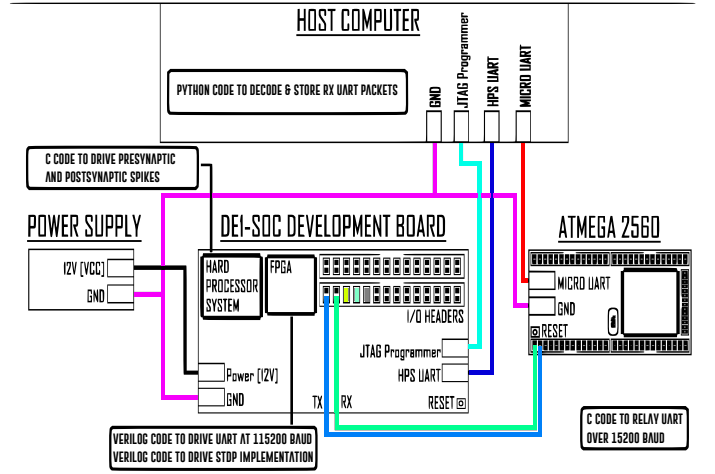 HOST COMPUTER
PYTHON CODE TO DECODE & STORE RX UART PACKETS
GND
JTAG Programmer
HPS UART
MICRO UART
C CODE TO DRIVE PRESYNAPTIC
AND POSTSYNAPTIC SPIKES
POWER SUPPLY
12V [VCC]
GND
DE1-SOC DEVELOPMENT BOARD
HARD
PROCESSOR
SYSTEM
FPGA
I/O HEADERS
JTAG Programmer
HPS UART
Power [12V]
GND
TX
RX
RESET
ATMEGA 2560
MICRO UART
GND
RESET
VERILOG CODE TO DRIVE UART AT 115200 BAUD
VERILOG CODE TO DRIVE STDP IMPLEMENTATION
C CODE TO RELAY UART
OVER 15200 BAUD